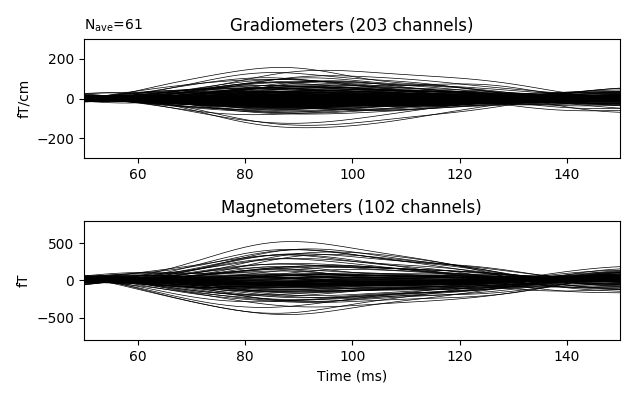 N_ave=61
Gradiometers (203 channels)
200
0
−200
fT/cm
60 80 100 120 140
Magnetometers (102 channels)
500
0
−500
fT
60 80 100 120 140
Time (ms)